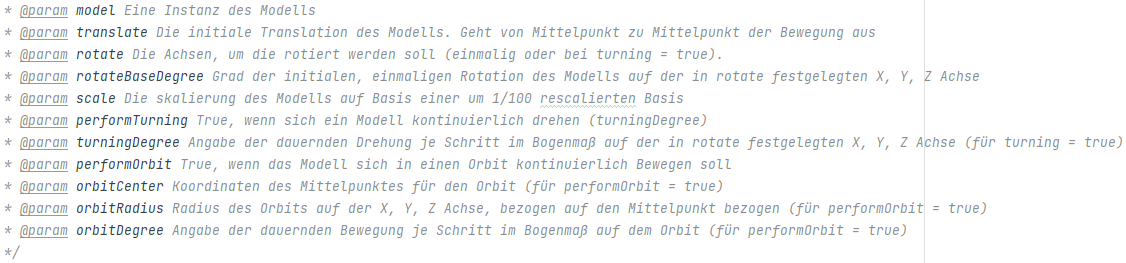 * @param model Eine Instanz des Modells
* @param translate Die initiale Translation des Modells. Geht von Mittelpunkt zu Mittelpunkt der Bewegung aus
* @param rotate Die Achsen, um die rotiert werden soll (einmalig oder bei turning = true).
* @param rotateBaseDegree Grad der initialen, einmaligen Rotation des Modells auf der in rotate festgelegten X, Y, Z Achse
* @param scale Die skalierung des Modells auf Basis einer um 1/100 rescalierten Basis
* @param performTurning True, wenn sich ein Modell kontinuierlich drehen (turningDegree)
* @param turningDegree Angabe der dauernden Drehung je Schritt im Bogenmaß auf der in rotate festgelegten X, Y, Z Achse (für turning = true)
* @param performOrbit True, wenn das Modell sich in einen Orbit kontinuierlich Bewegen soll
* @param orbitCenter Koordinaten des Mittelpunktes für den Orbit (für performOrbit = true)
* @param orbitRadius Radius des Orbits auf der X, Y, Z Achse, bezogen auf den Mittelpunkt bezogen (für performOrbit = true)
* @param orbitDegree Angabe der dauernden Bewegung je Schritt im Bogenmaß auf dem Orbit (für performOrbit = true)
*/